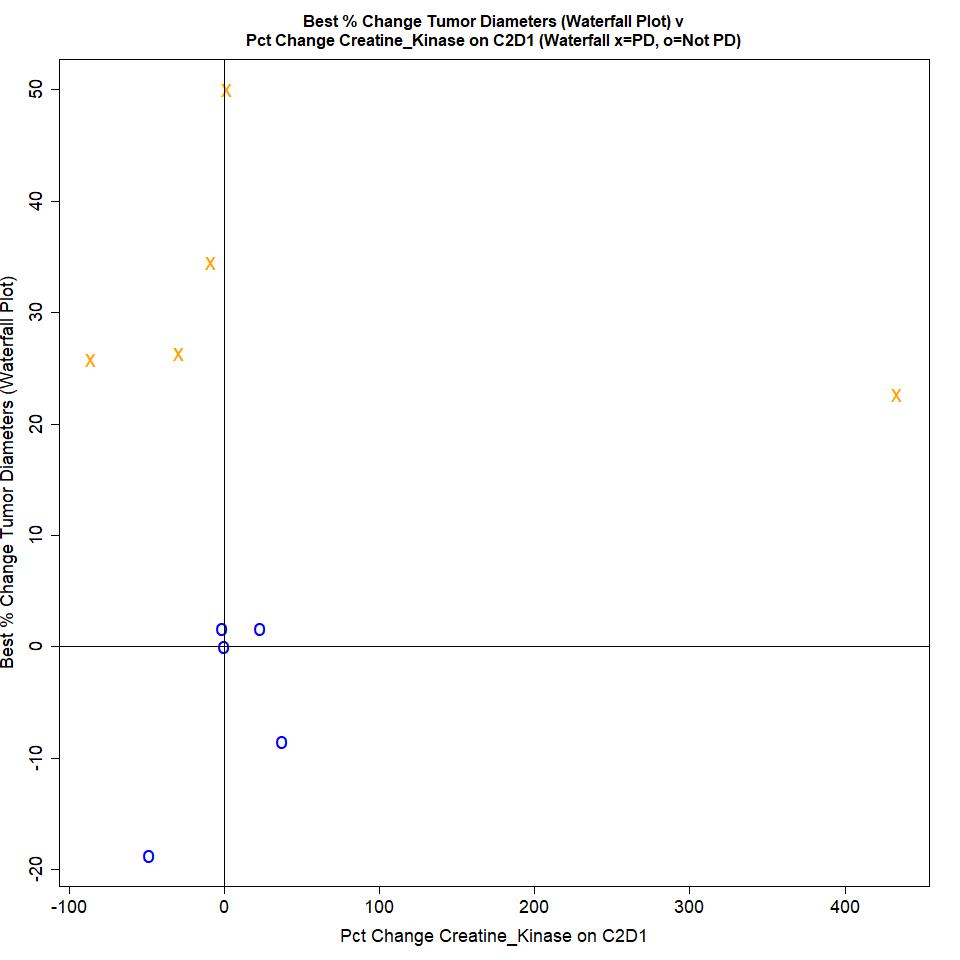 Best % Change Tumor Diameters (Waterfall Plot) v
Pct Change Creatine_Kinase on C2D1 (Waterfall x=PD, o=Not PD)
Best % Change Tumor Diameters (Waterfall Plot)
50
40
30
20
10
0
-10
-20
X
X
X
X
X
O
O
O
O
O
-100
0
100
200
300
400
Pct Change Creatine_Kinase on C2D1